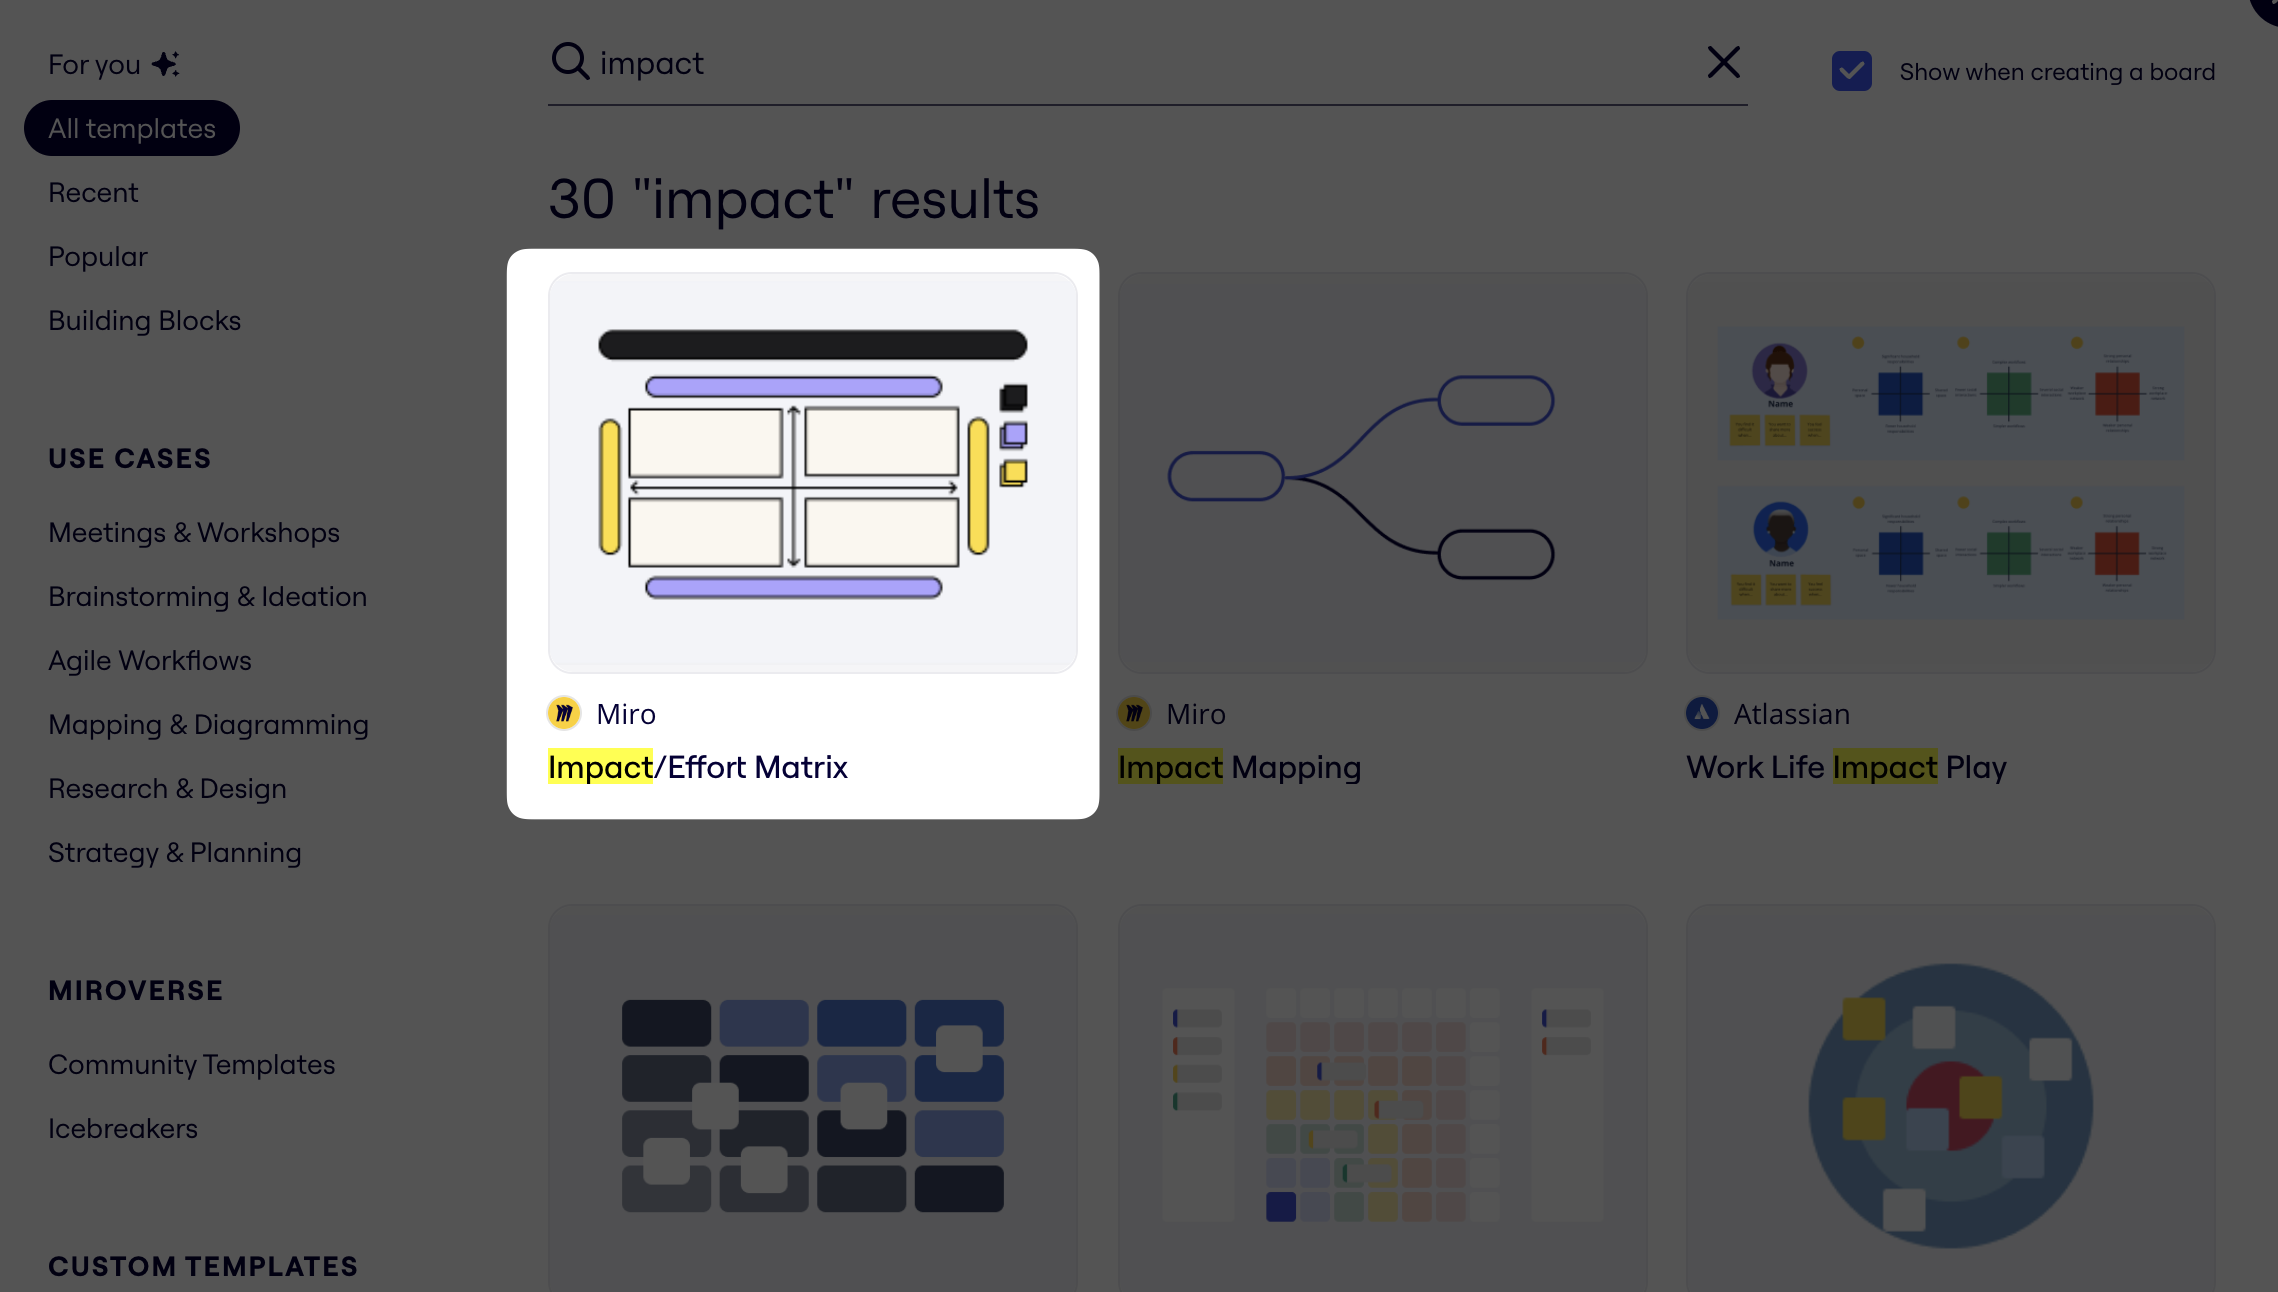 For you
All templates
Recent
Popular
Building Blocks
USE CASES
Meetings & Workshops
Brainstorming & Ideation
Agile Workflows
Mapping & Diagramming
Research & Design
Strategy & Planning
MIROVERSE
Community Templates
Icebreakers
CUSTOM TEMPLATES
impact
Show when creating a board
30 "impact" results
Miro
Impact/Effort Matrix
Miro
Impact Mapping
Name
Name
Atlassian
Work Life Impact Play